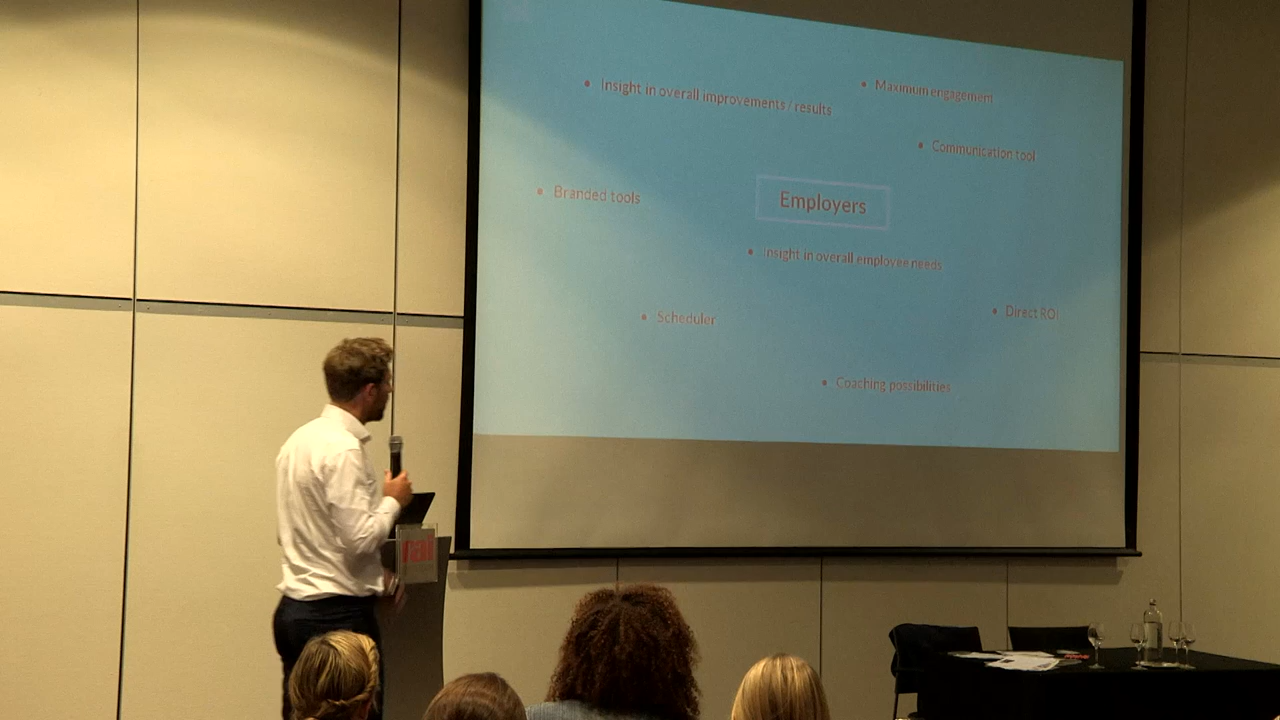 • Insight in overall improvements / results
• Maximum engagement
• Communication tool
• Branded tools
Employers
• Insight in overall employee needs
• Scheduler
• Direct ROI
• Coaching possibilities